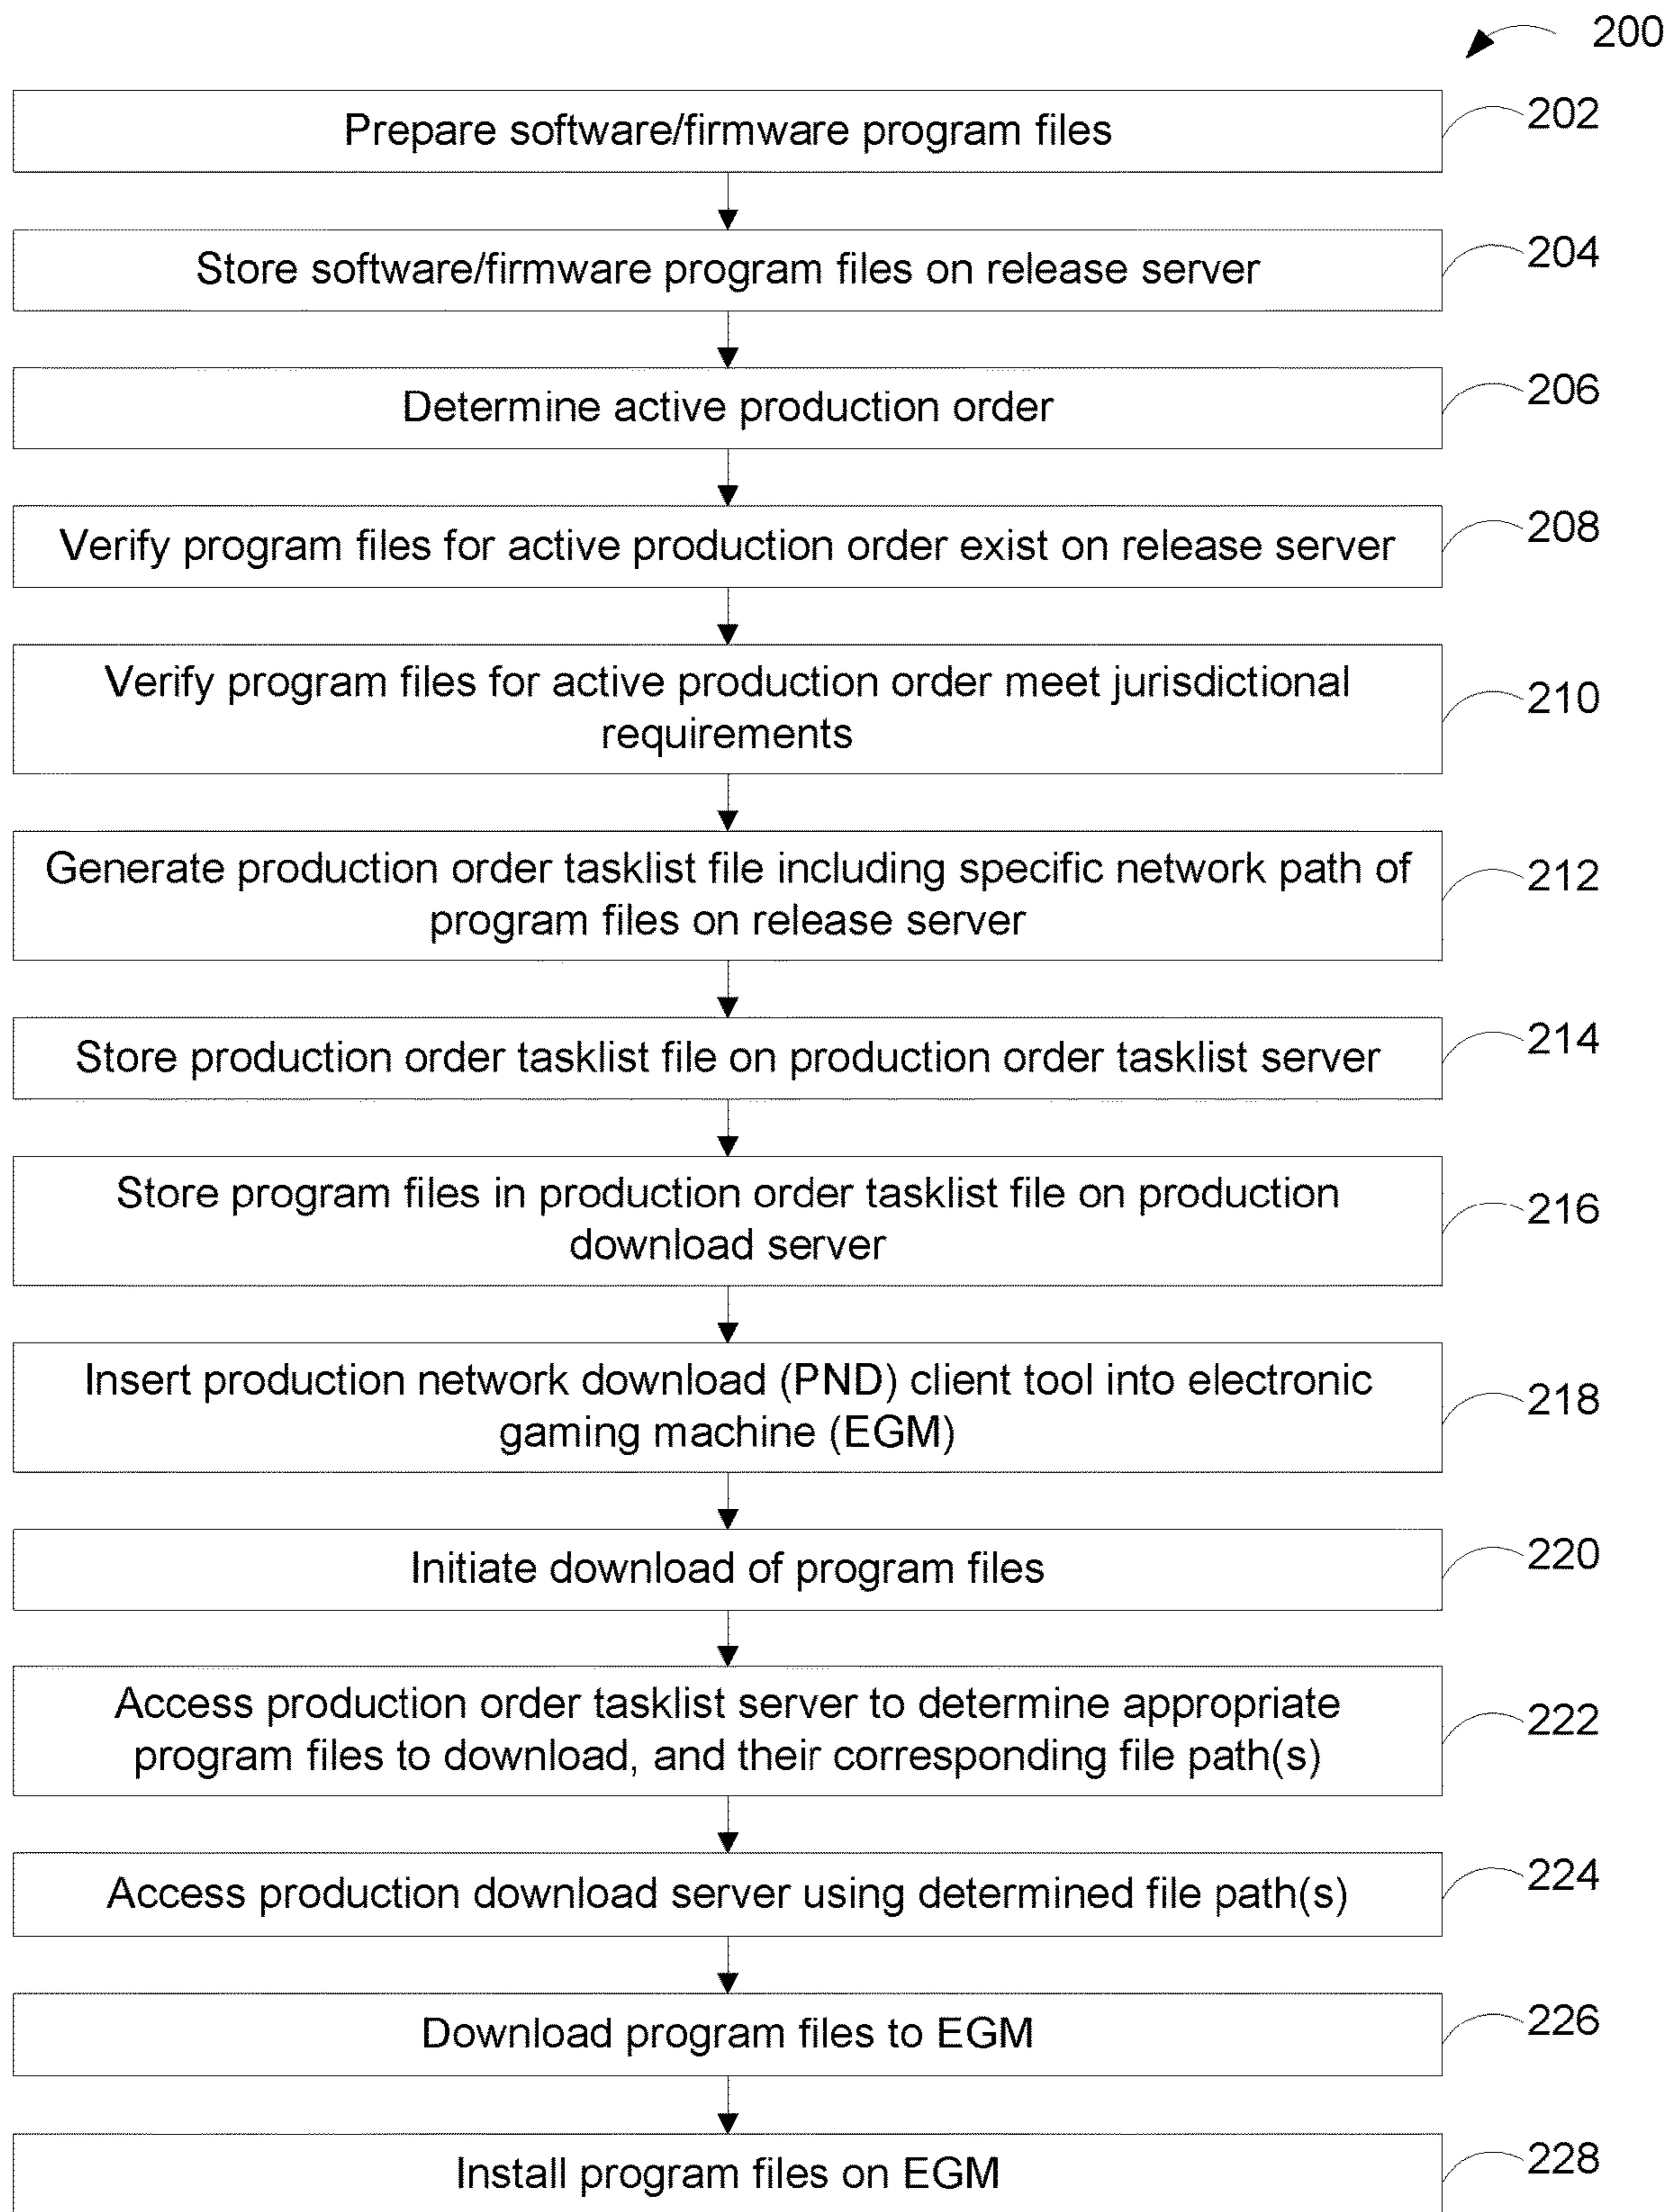 200
Prepare software/firmware program files
202
Store software/firmware program files on release server
204
Determine active production order
206
Verify program files for active production order exist on release server
208
Verify program files for active production order meet jurisdictional
requirements
210
Generate production order tasklist file including specific network path of
program files on release server
212
Store production order tasklist file on production order tasklist server
214
Store program files in production order tasklist file on production
download server
216
Insert production network download (PND) client tool into electronic
gaming machine (EGM)
218
Initiate download of program files
220
Access production order tasklist server to determine appropriate
program files to download, and their corresponding file path(s)
222
Access production download server using determined file path(s)
224
Download program files to EGM
226
Install program files on EGM
228